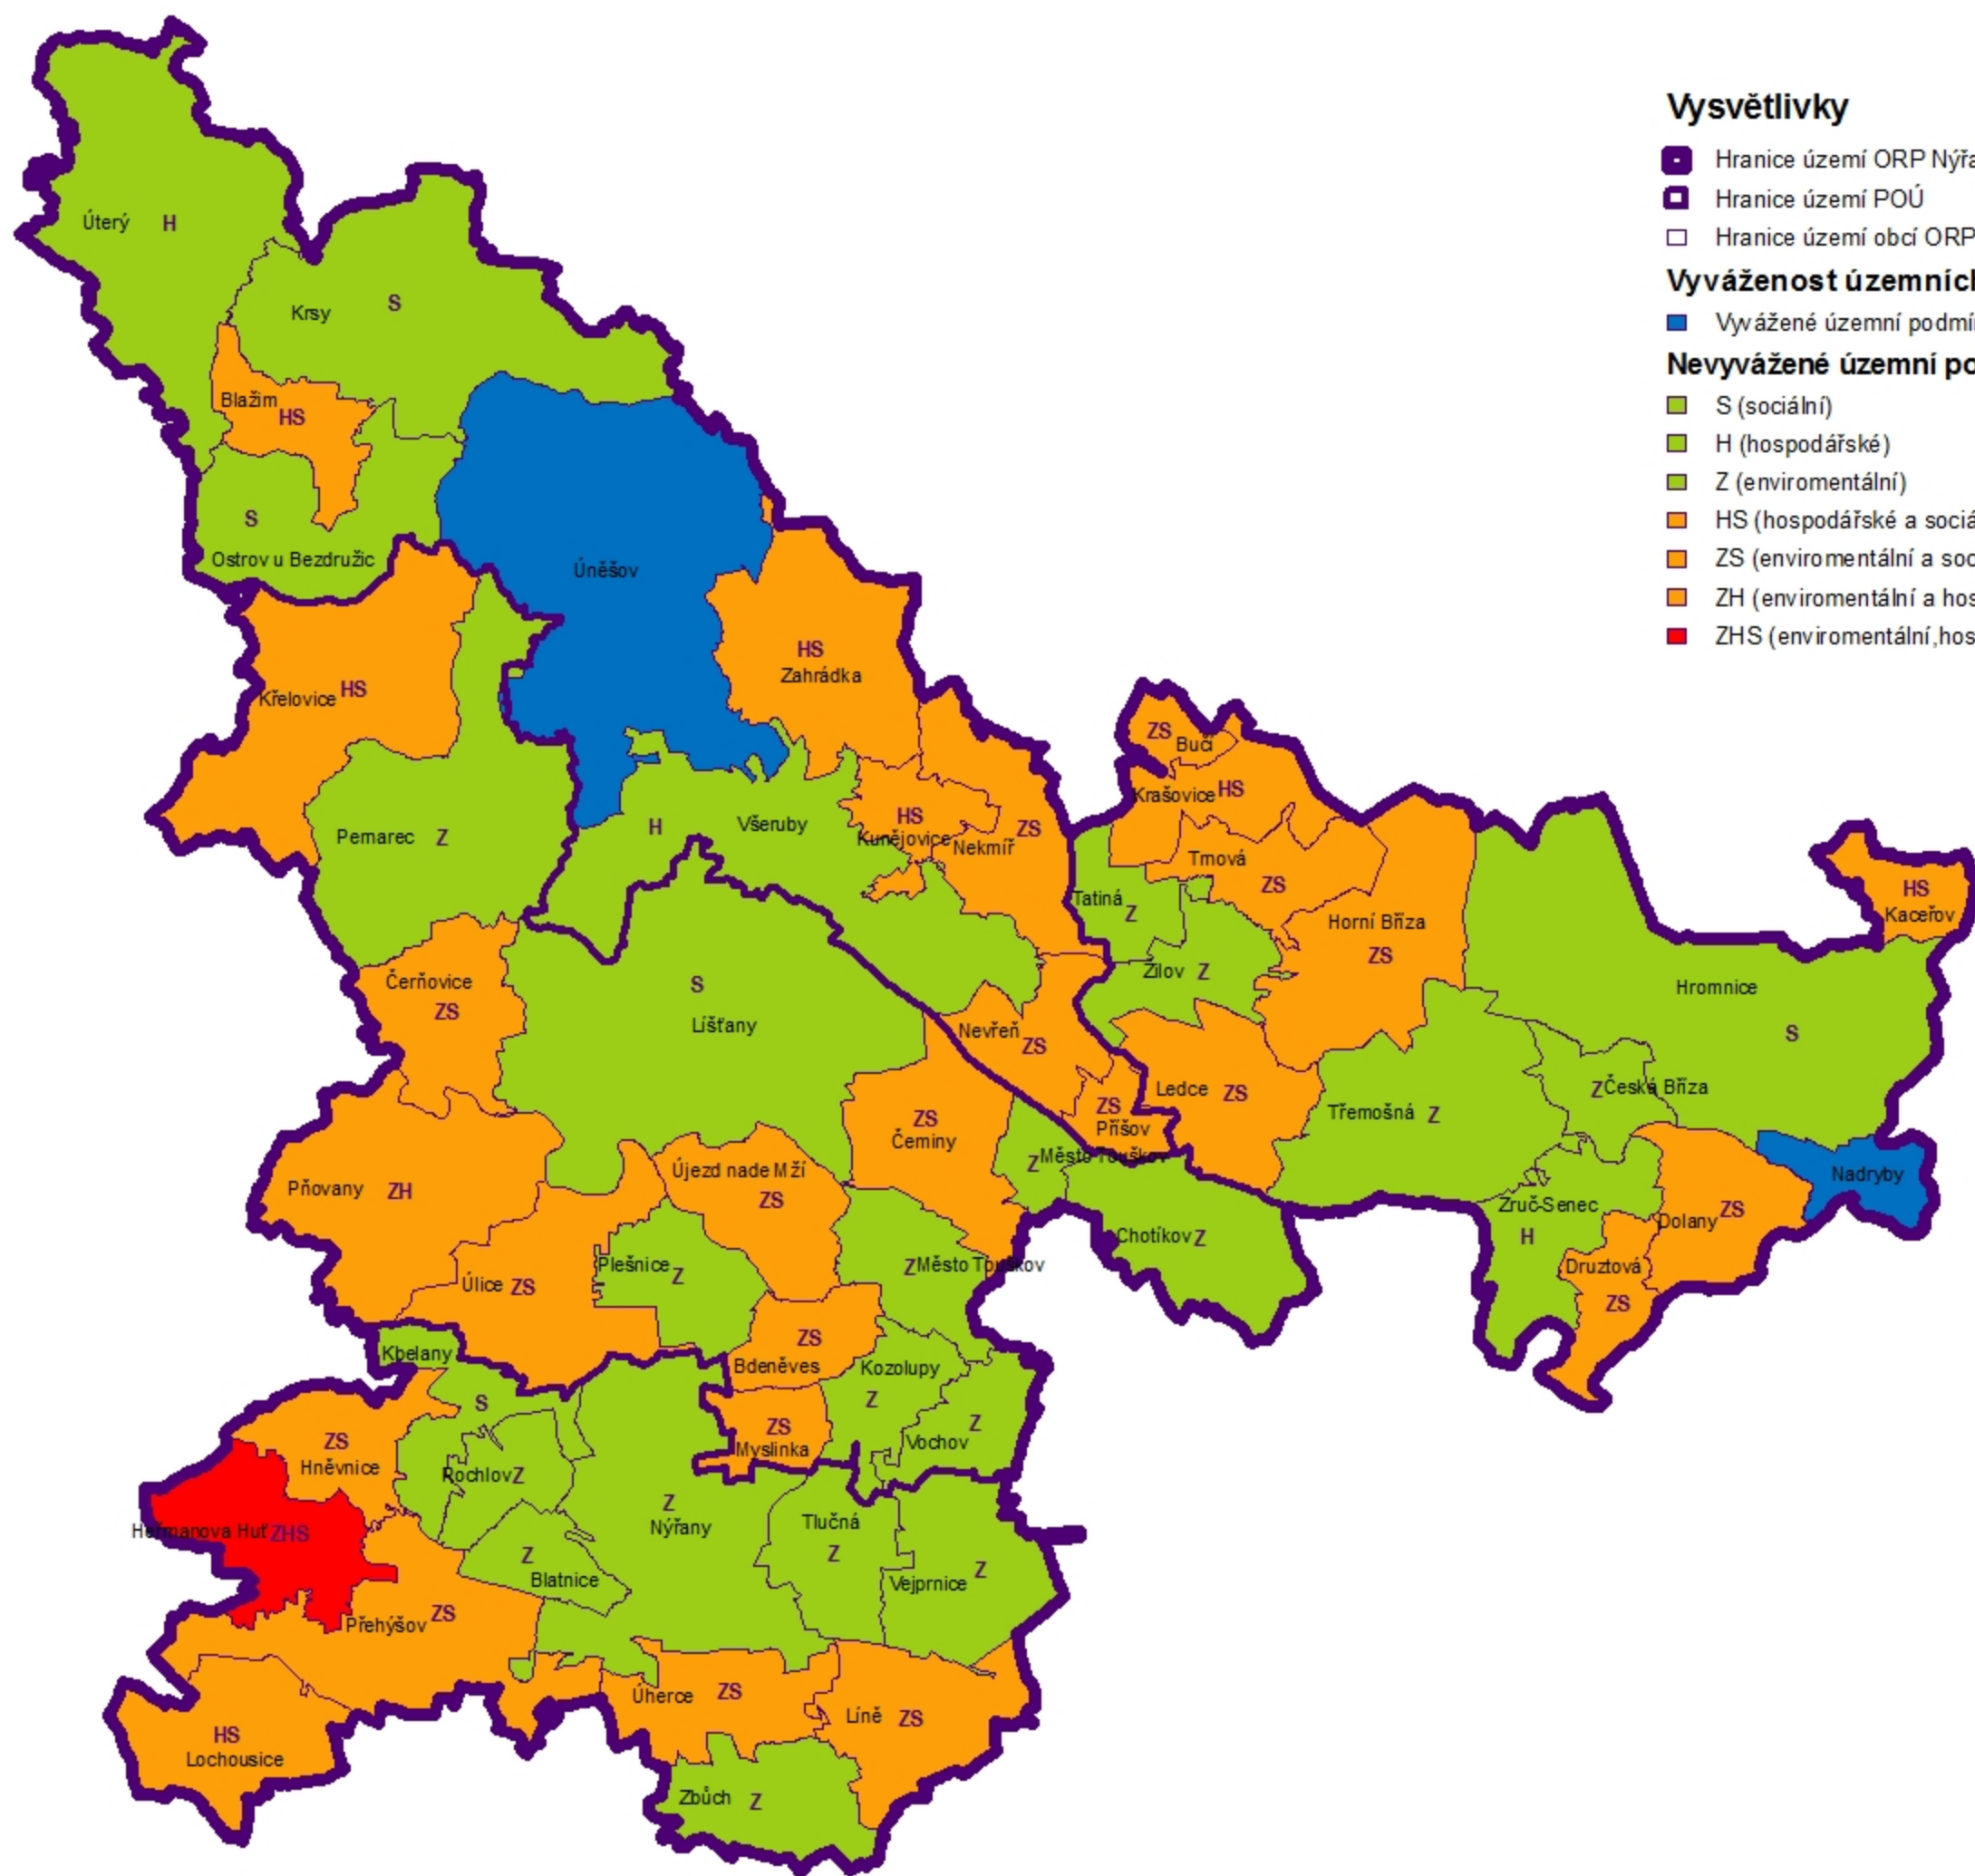 Vysvětlivky
Hranice území ORP Nýřa
Hranice území POÚ
Hranice území obcí ORP
Vyváženost územních
Vyvážené územní podmí
Nevyvážené územní po
S (sociální)
H (hospodářské)
Z (enviromentální)
HS (hospodářské a sociá
ZS (enviromentální a soc
ZH (enviromentální a hos
ZHS (enviromentální,hos
Úterý H
Krsy S
Blažim
HS
S
Ostrov u Bezdružic
Úněšov
HS
Zahrádka
Křelovice HS
ZS
Bučí
Krašovice HS
Pernarec Z
H Všeruby
HS
Kunějovice
ZS
Nekmíř
Trnová
ZS
Tatiná
Z
Horní Bříza
ZS
HS
Kaceřov
Žilov Z
Hromnice
S
Čerňovice
ZS
S
Líšťany
Nevřeň
ZS
Ledce ZS
Třemošná Z
Z Česká Bříza
ZS
Příšov
ZS
Čeminy
Z Město Touškov
Nadryby
Pňovany ZH
Újezd nade Mží
ZS
Zruč-Senec
H
Dolany ZS
Chotíkov Z
Druztová
ZS
Plešnice Z
Z Město Touškov
Úlice ZS
Kbelany
ZS
Bdeněves
Kozolupy
Z
S
ZS
Myslinka
Z
Vochov
ZS
Hněvnice
Rochlov Z
Heřmanova Huť ZHS
Z
Nýřany
Tlučná
Z
Z
Blatnice
Vejprnice Z
Přehýšov ZS
Úherce ZS
Líně ZS
HS
Lochousice
Zbůch Z